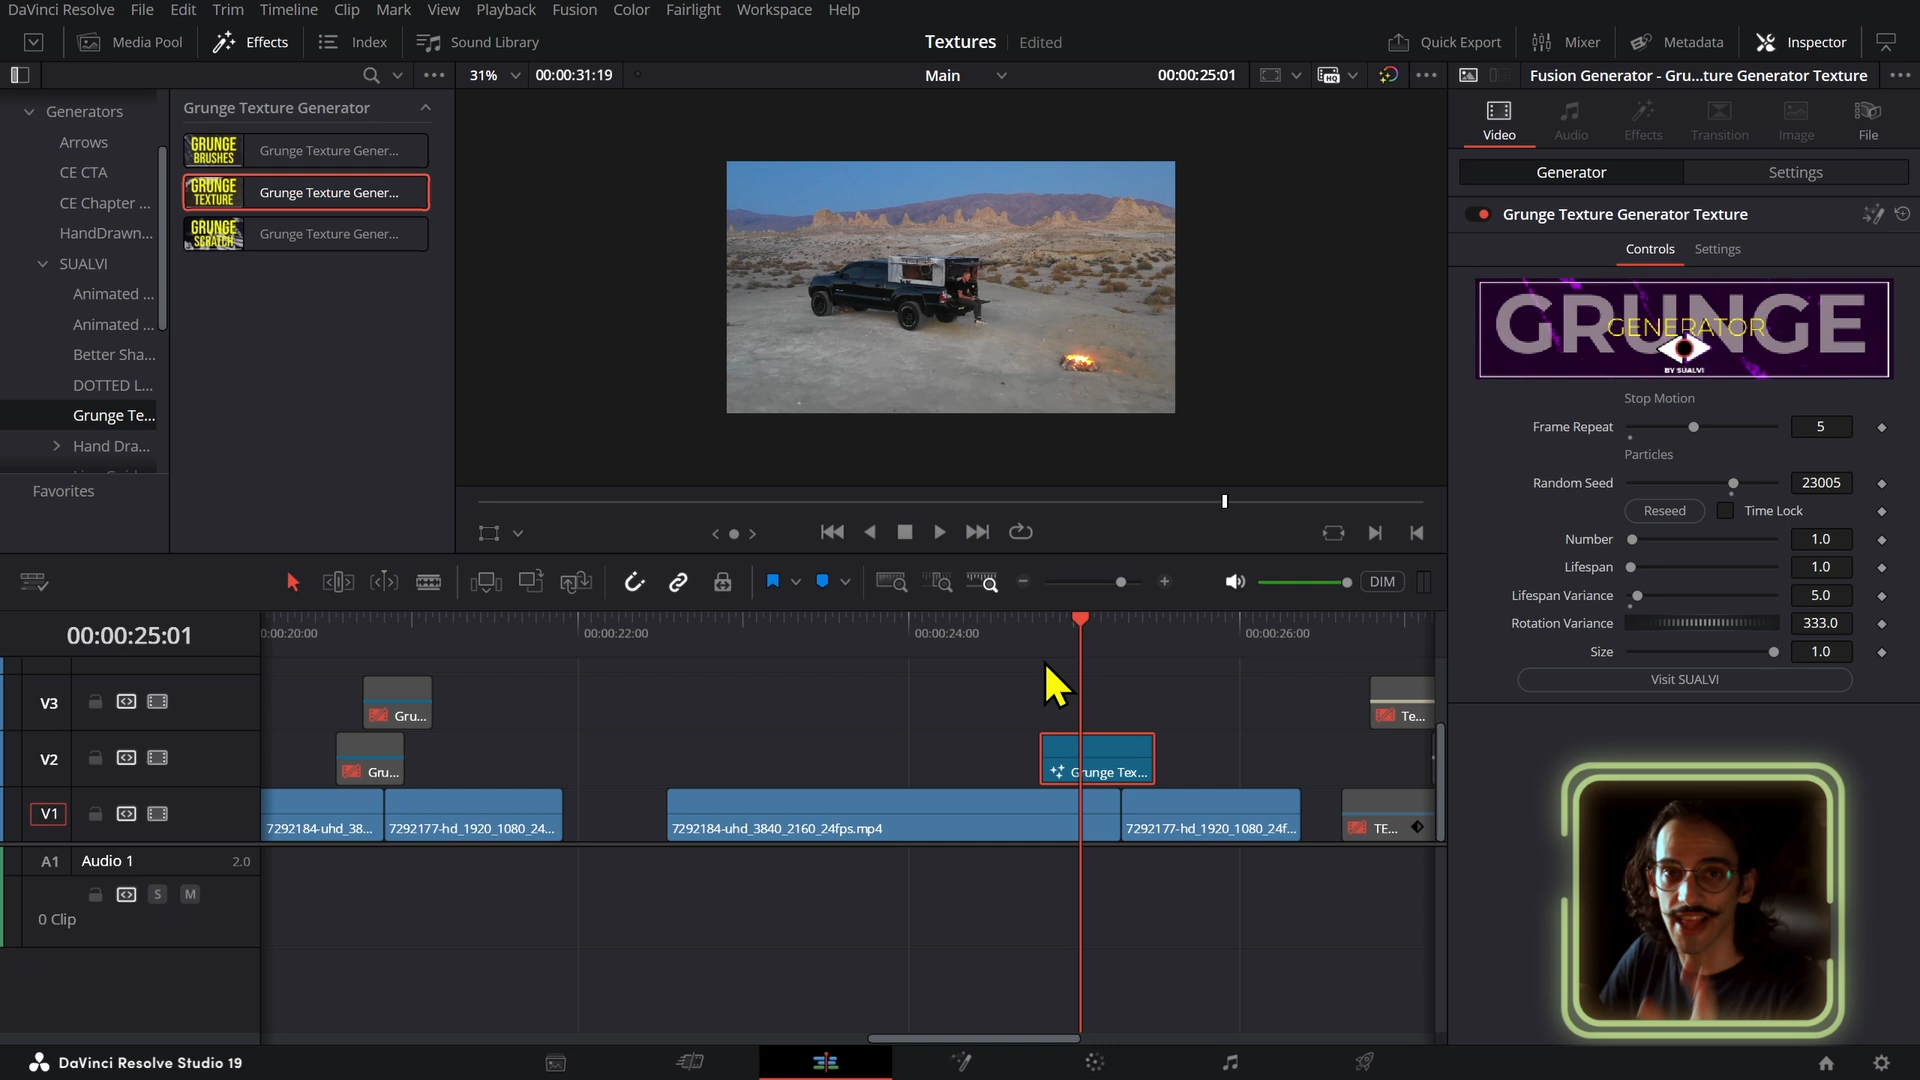 DaVinci Resolve File Edit Trim Timeline Clip Mark View Playback Fusion Color Fairlight Workspace Help
Media Pool Effects Index Sound Library Textures Edited Quick Export Mixer Metadata Inspector
31% 00:00:31:19 Main 00:00:25:01 Fusion Generator - Gru...ture Generator Texture
Generators
Arrows
CE CTA
CE Chapter ...
HandDrawn...
SUALVI
Animated ...
Animated ...
Better Sha...
DOTTED L...
Grunge Te...
Hand Dra...
Favorites
Grunge Texture Generator
GRUNGE
BRUSHES
Grunge Texture Gener...
GRUNGE
TEXTURE
Grunge Texture Gener...
GRUNGE
SCRATCH
Grunge Texture Gener...
Video Audio Effects Transition Image File
Generator Settings
Grunge Texture Generator Texture
Controls Settings
GRUNGE
GENERATOR
BY SUALVI
Stop Motion
Frame Repeat 5
Particles
Random Seed 23005
Reseed Time Lock
Number 1.0
Lifespan 1.0
Lifespan Variance 5.0
Rotation Variance 333.0
Size 1.0
Visit SUALVI
DIM
00:00:25:01
0:00:20:00 00:00:22:00 00:00:24:00 00:00:26:00
V3 Gru... Te...
V2 Gru... Grunge Tex...
V1 7292184-uhd_38... 7292177-hd_1920_1080_24... 7292184-uhd_3840_2160_24fps.mp4 7292177-hd_1920_1080_24f... TE...
A1 Audio 1 2.0
S M
0 Clip
DaVinci Resolve Studio 19